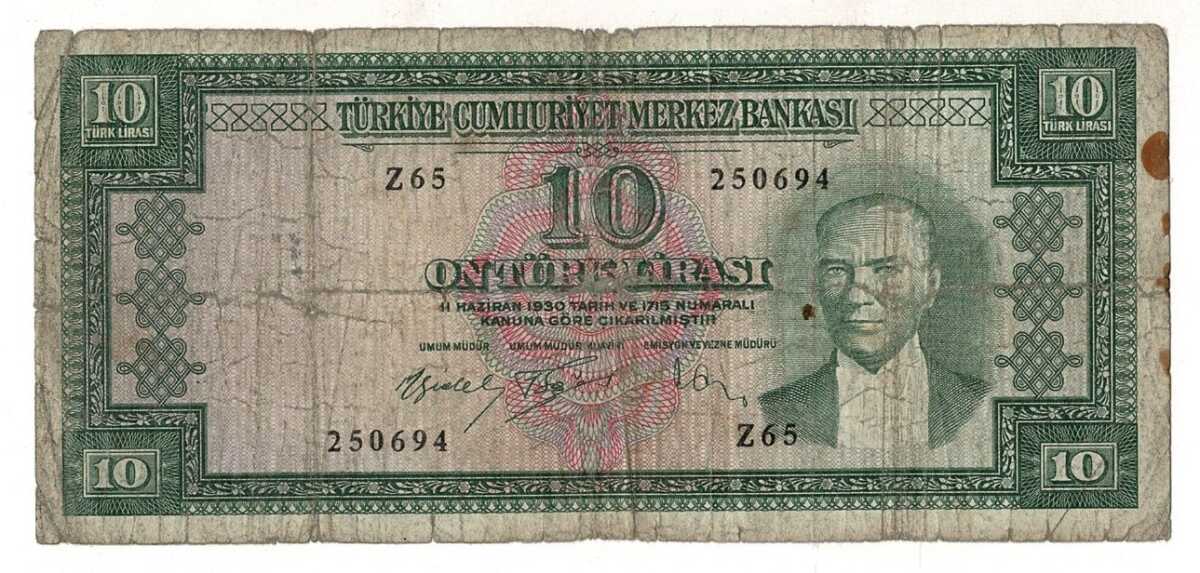 10 TÜRK LİRASI
TÜRKİYE CUMHURİYET MERKEZ BANKASI
10 TÜRK LİRASI
Z65 250694
10
ON TÜRK LİRASI
11 HAZİRAN 1930 TARİH VE 1715 NUMARALI
KANUNA GÖRE ÇIKARILMIŞTIR
UMUM MÜDÜR UMUM MÜDÜR MUAVİNİ EMİSYON VE VEZNE MÜDÜRÜ
250694 Z65
10 10